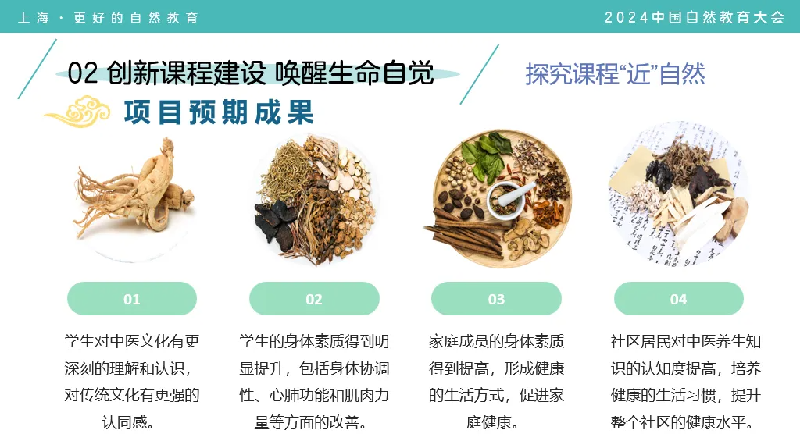 上海·更好的自然教育
2024中国自然教育大会
02 创新课程建设 唤醒生命自觉
探究课程“近”自然
项目预期成果
01
学生对中医文化有更
深刻的理解和认识，
对传统文化有更强的
认同感。
02
学生的身体素质得到明
显提升，包括身体协调
性、心肺功能和肌肉力
量等方面的改善。
03
家庭成员的身体素质
得到提高，形成健康
的生活方式，促进家
庭健康。
04
社区居民对中医养生知
识的认知度提高，培养
健康的生活习惯，提升
整个社区的健康水平。